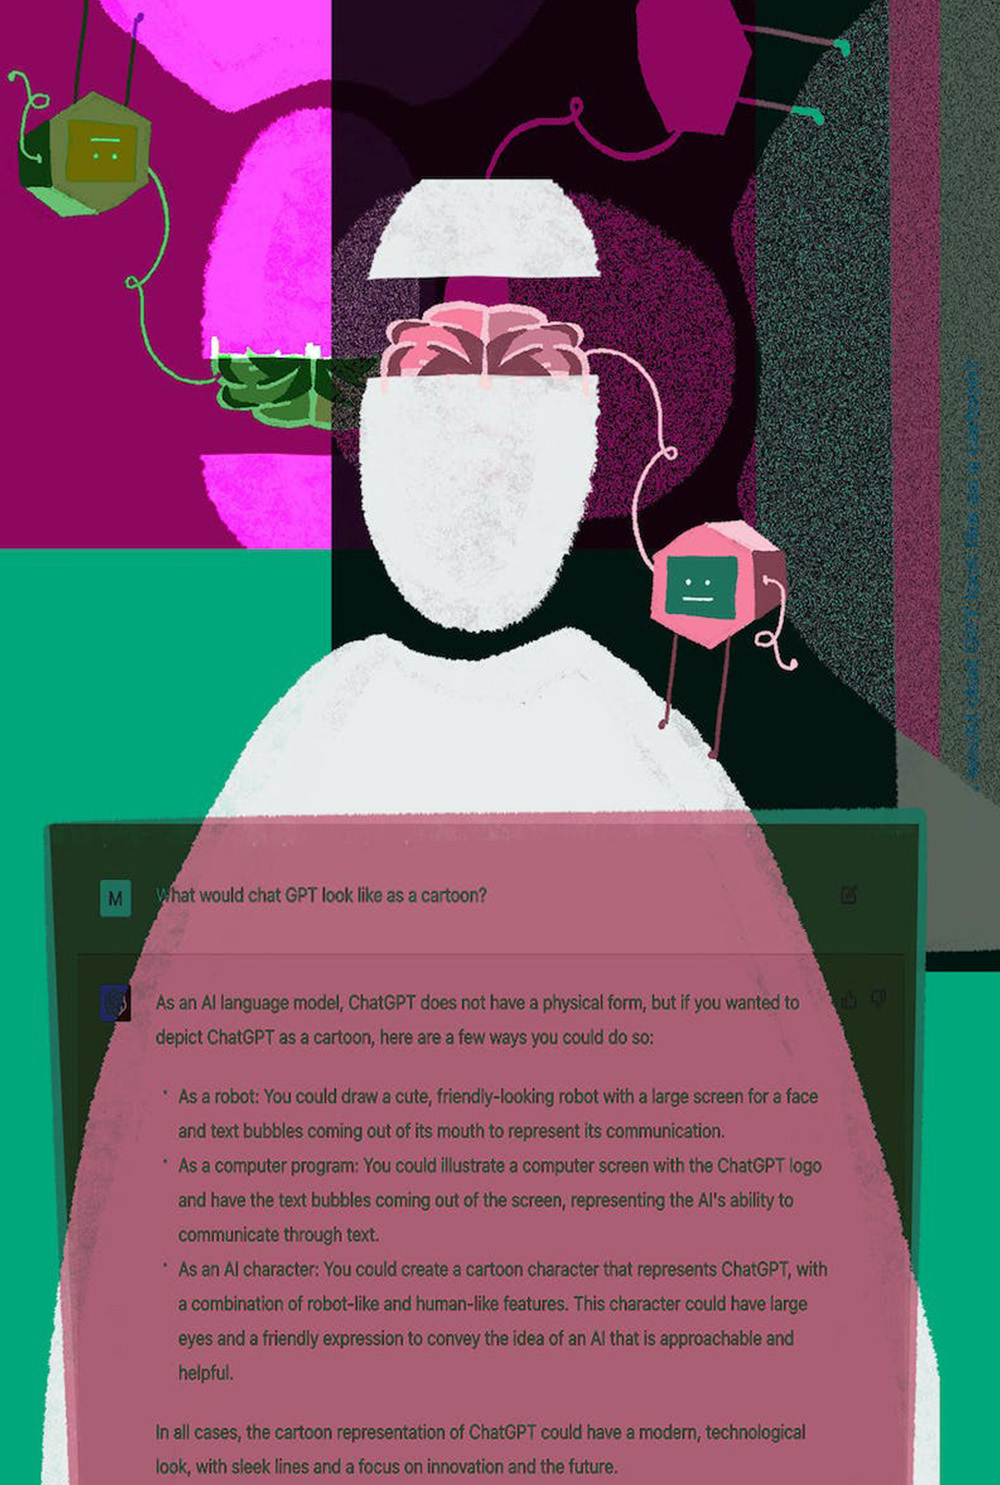 M
What would chat GPT look like as a cartoon?
As an AI language model, ChatGPT does not have a physical form, but if you wanted to
depict ChatGPT as a cartoon, here are a few ways you could do so:
· As a robot: You could draw a cute, friendly-looking robot with a large screen for a face
and text bubbles coming out of its mouth to represent its communication.
· As a computer program: You could illustrate a computer screen with the ChatGPT logo
and have the text bubbles coming out of the screen, representing the AI's ability to
communicate through text.
· As an AI character: You could create a cartoon character that represents ChatGPT, with
a combination of robot-like and human-like features. This character could have large
eyes and a friendly expression to convey the idea of an AI that is approachable and
helpful.
In all cases, the cartoon representation of ChatGPT could have a modern, technological
look, with sleek lines and a focus on innovation and the future.
would chat GPT look like as a cartoon?